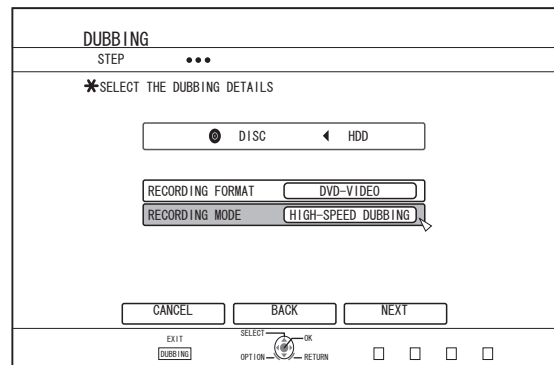 DUBBING
STEP
*SELECT THE DUBBING DETAILS
DISC HDD
RECORDING FORMAT DVD-VIDEO
RECORDING MODE HIGH-SPEED DUBBING
CANCEL BACK NEXT
EXIT SELECT OK
DUBBING OPTION RETURN